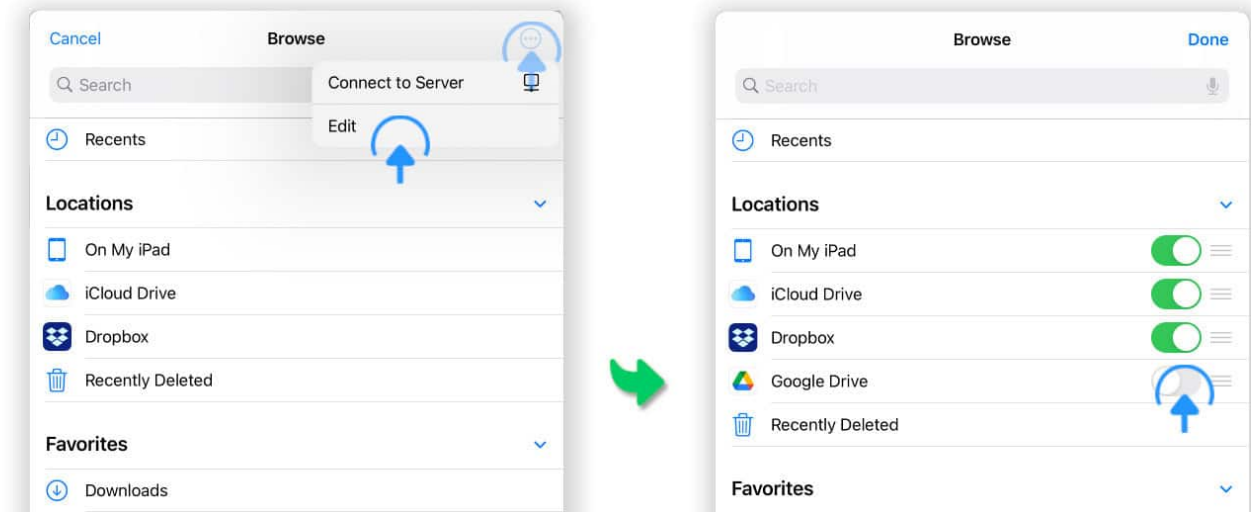 Cancel Browse
Search
Connect to Server
Edit
Recents
Locations
On My iPad
iCloud Drive
Dropbox
Recently Deleted
Favorites
Downloads
Browse Done
Search
Recents
Locations
On My iPad
iCloud Drive
Dropbox
Google Drive
Recently Deleted
Favorites